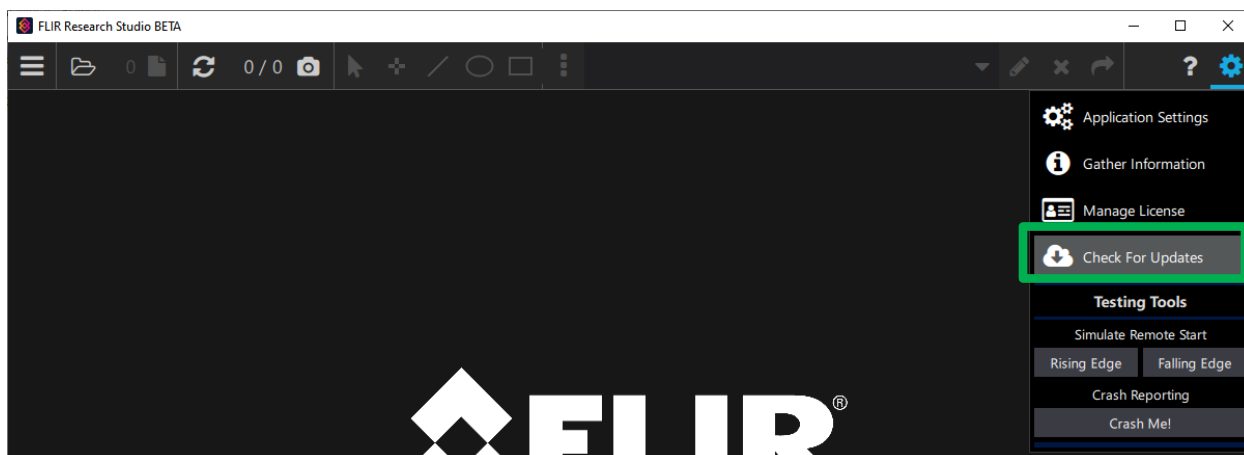 FLIR Research Studio BETA
0 0 / 0 ?
Application Settings
Gather Information
Manage License
Check For Updates
Testing Tools
Simulate Remote Start
Rising Edge Falling Edge
Crash Reporting
Crash Me!
FLIR®